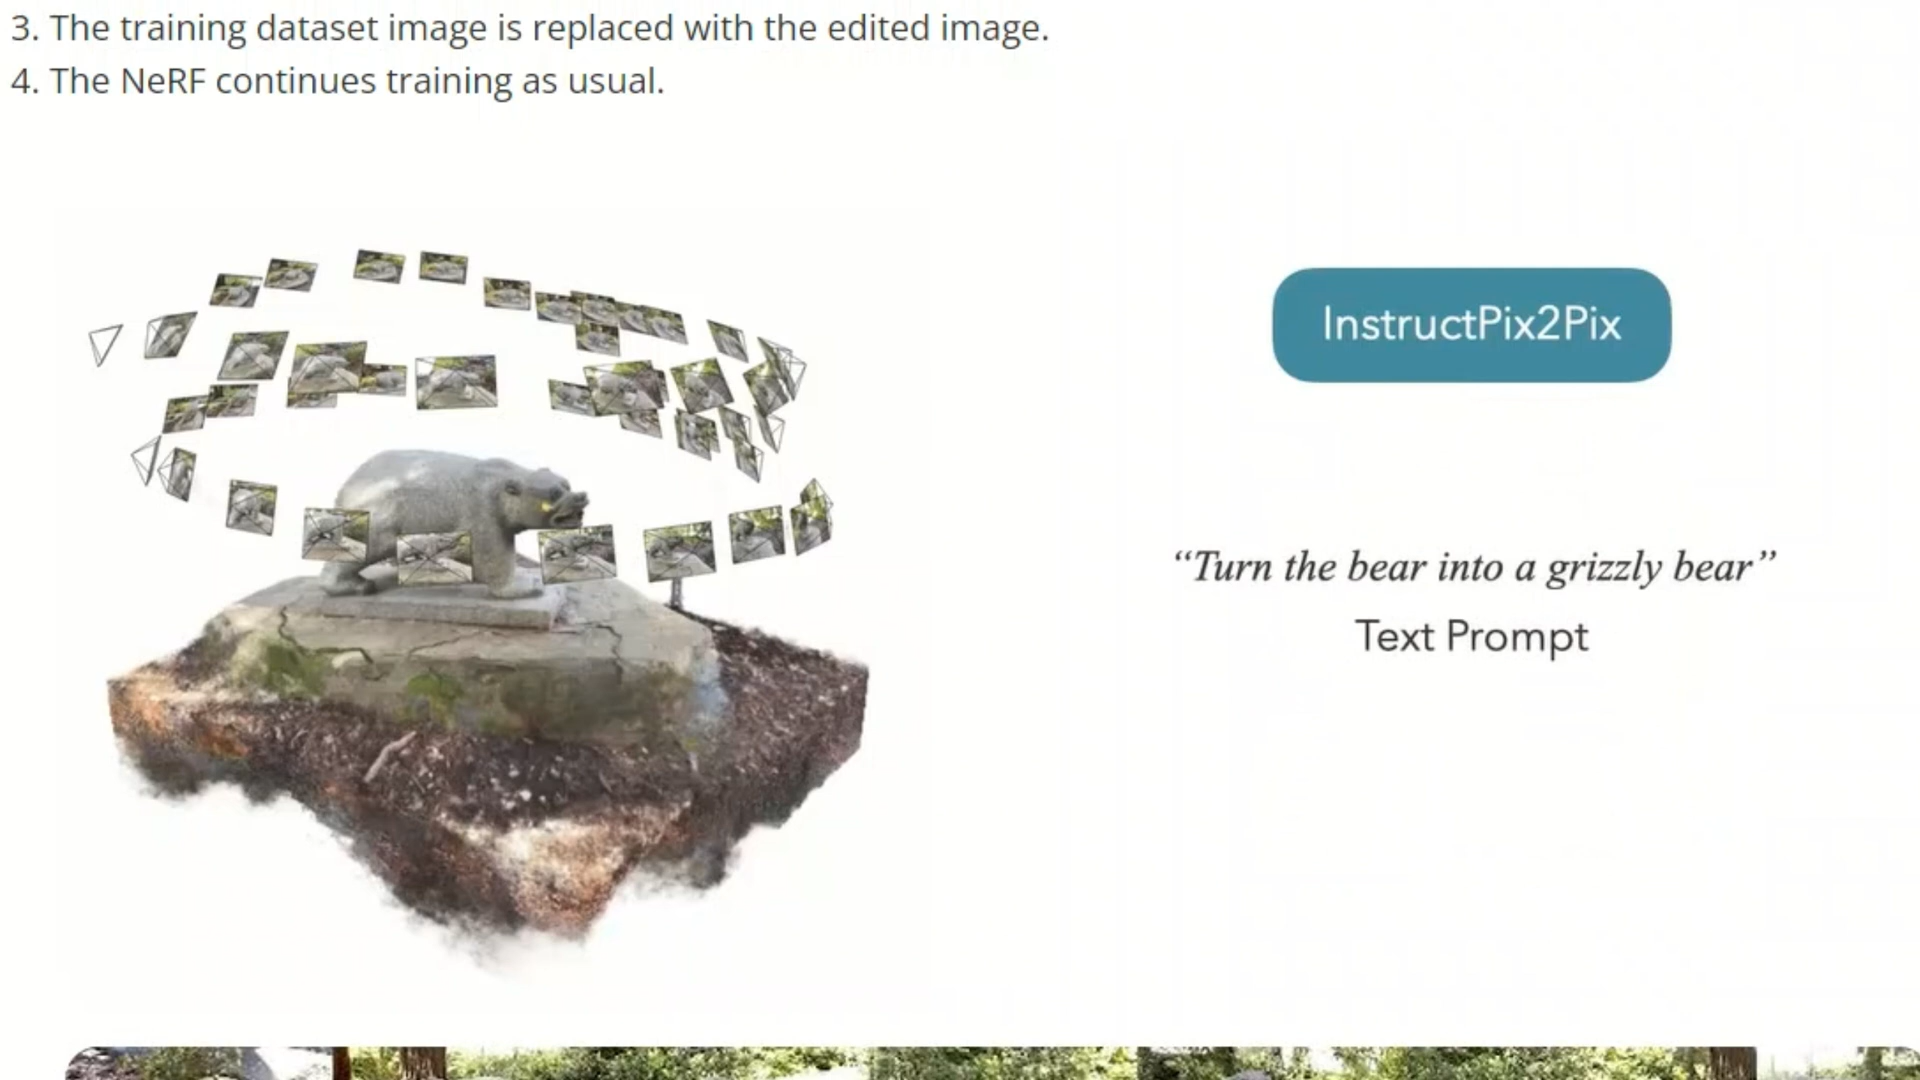 3. The training dataset image is replaced with the edited image.
4. The NeRF continues training as usual.
InstructPix2Pix
“Turn the bear into a grizzly bear”
Text Prompt